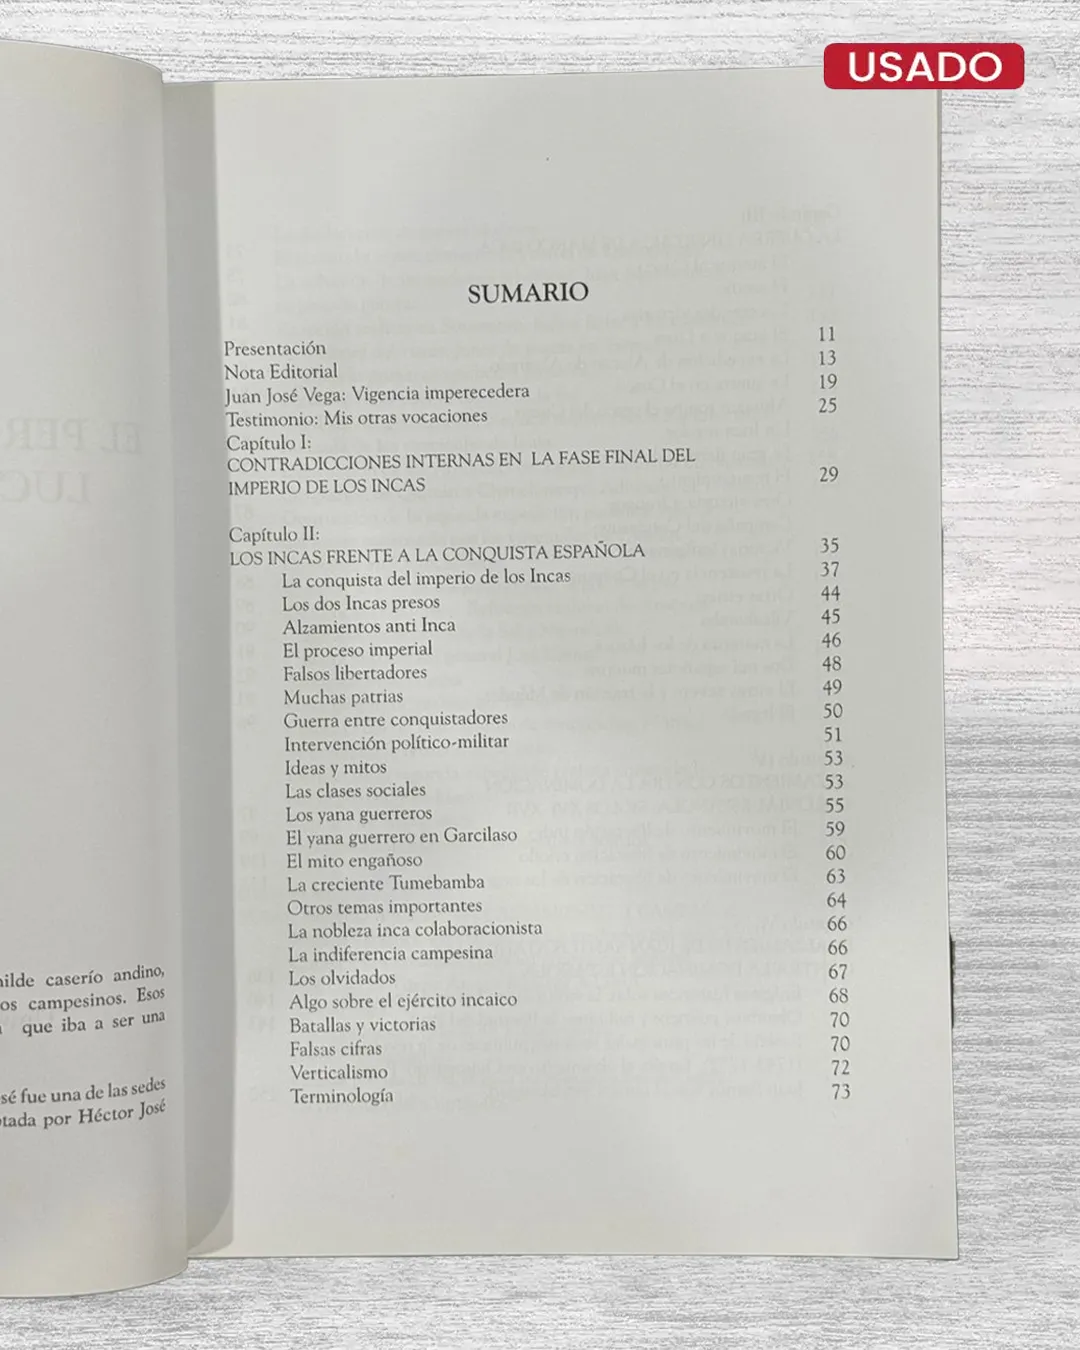 USADO
SUMARIO
Presentación 11
Nota Editorial 13
Juan José Vega: Vigencia imperecedera 19
Testimonio: Mis otras vocaciones 25
Capítulo I:
CONTRADICCIONES INTERNAS EN LA FASE FINAL DEL
IMPERIO DE LOS INCAS 29
Capítulo II:
LOS INCAS FRENTE A LA CONQUISTA ESPAÑOLA 35
La conquista del imperio de los Incas 37
Los dos Incas presos 44
Alzamientos anti Inca 45
El proceso imperial 46
Falsos libertadores 48
Muchas patrias 49
Guerra entre conquistadores 50
Intervención político-militar 51
Ideas y mitos 53
Las clases sociales 53
Los yana guerreros 55
El yana guerrero en Garcilaso 59
El mito engañoso 60
La creciente Tumebamba 63
Otros temas importantes 64
La nobleza inca colaboracionista 66
La indiferencia campesina 66
Los olvidados 67
Algo sobre el ejército incaico 68
Batallas y victorias 70
Falsas cifras 70
Verticalismo 72
Terminología 73
caserío andino,
campesinos. Esos
que iba a ser una
fue una de las sedes
por Héctor José